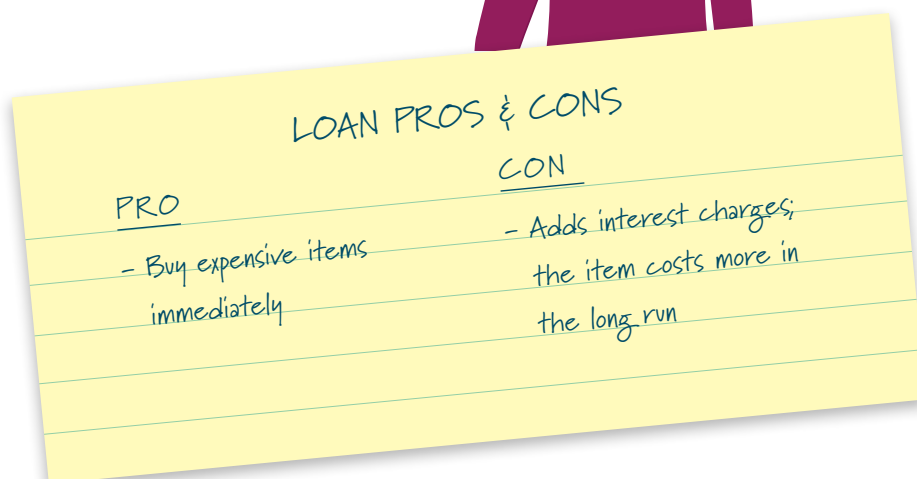 LOAN PROS & CONS
PRO
- Buy expensive items
immediately
CON
- Adds interest charges;
the item costs more in
the long run